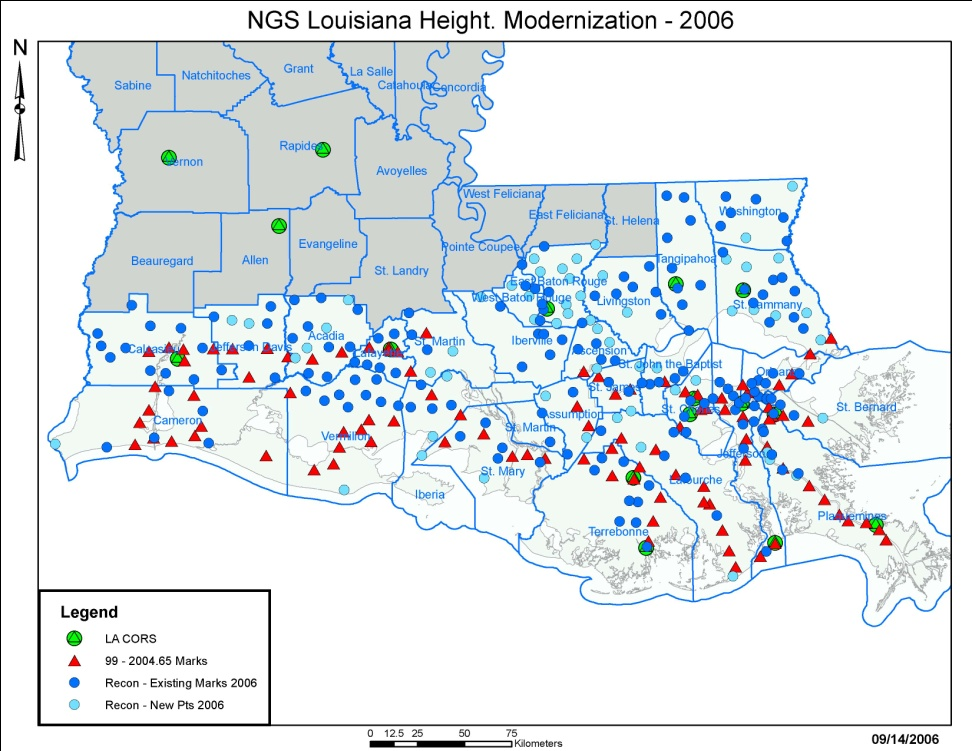 NGS Louisiana Height. Modernization - 2006
N
Sabine
Natchitoches
Grant
La Salle
Catahoula
Concordia
Vernon
Rapides
Avoyelles
West Feliciana
East Feliciana
St. Helena
Washington
Beauregard
Allen
Evangeline
St. Landry
Pointe Coupee
Tangipahoa
East Baton Rouge
West Baton Rouge
Livingston
St. Tammany
Calcasieu
Jefferson Davis
Acadia
Lafayette
St. Martin
Iberville
Ascension
St. John the Baptist
Orleans
St. James
St. Charles
St. Bernard
Cameron
Vermilion
Assumption
St. Martin
Jefferson
St. Mary
Iberia
Lafourche
Terrebonne
Plaquemines
Legend
LA CORS
99 - 2004.65 Marks
Recon - Existing Marks 2006
Recon - New Pts 2006
0 12.5 25 50 75
Kilometers
09/14/2006